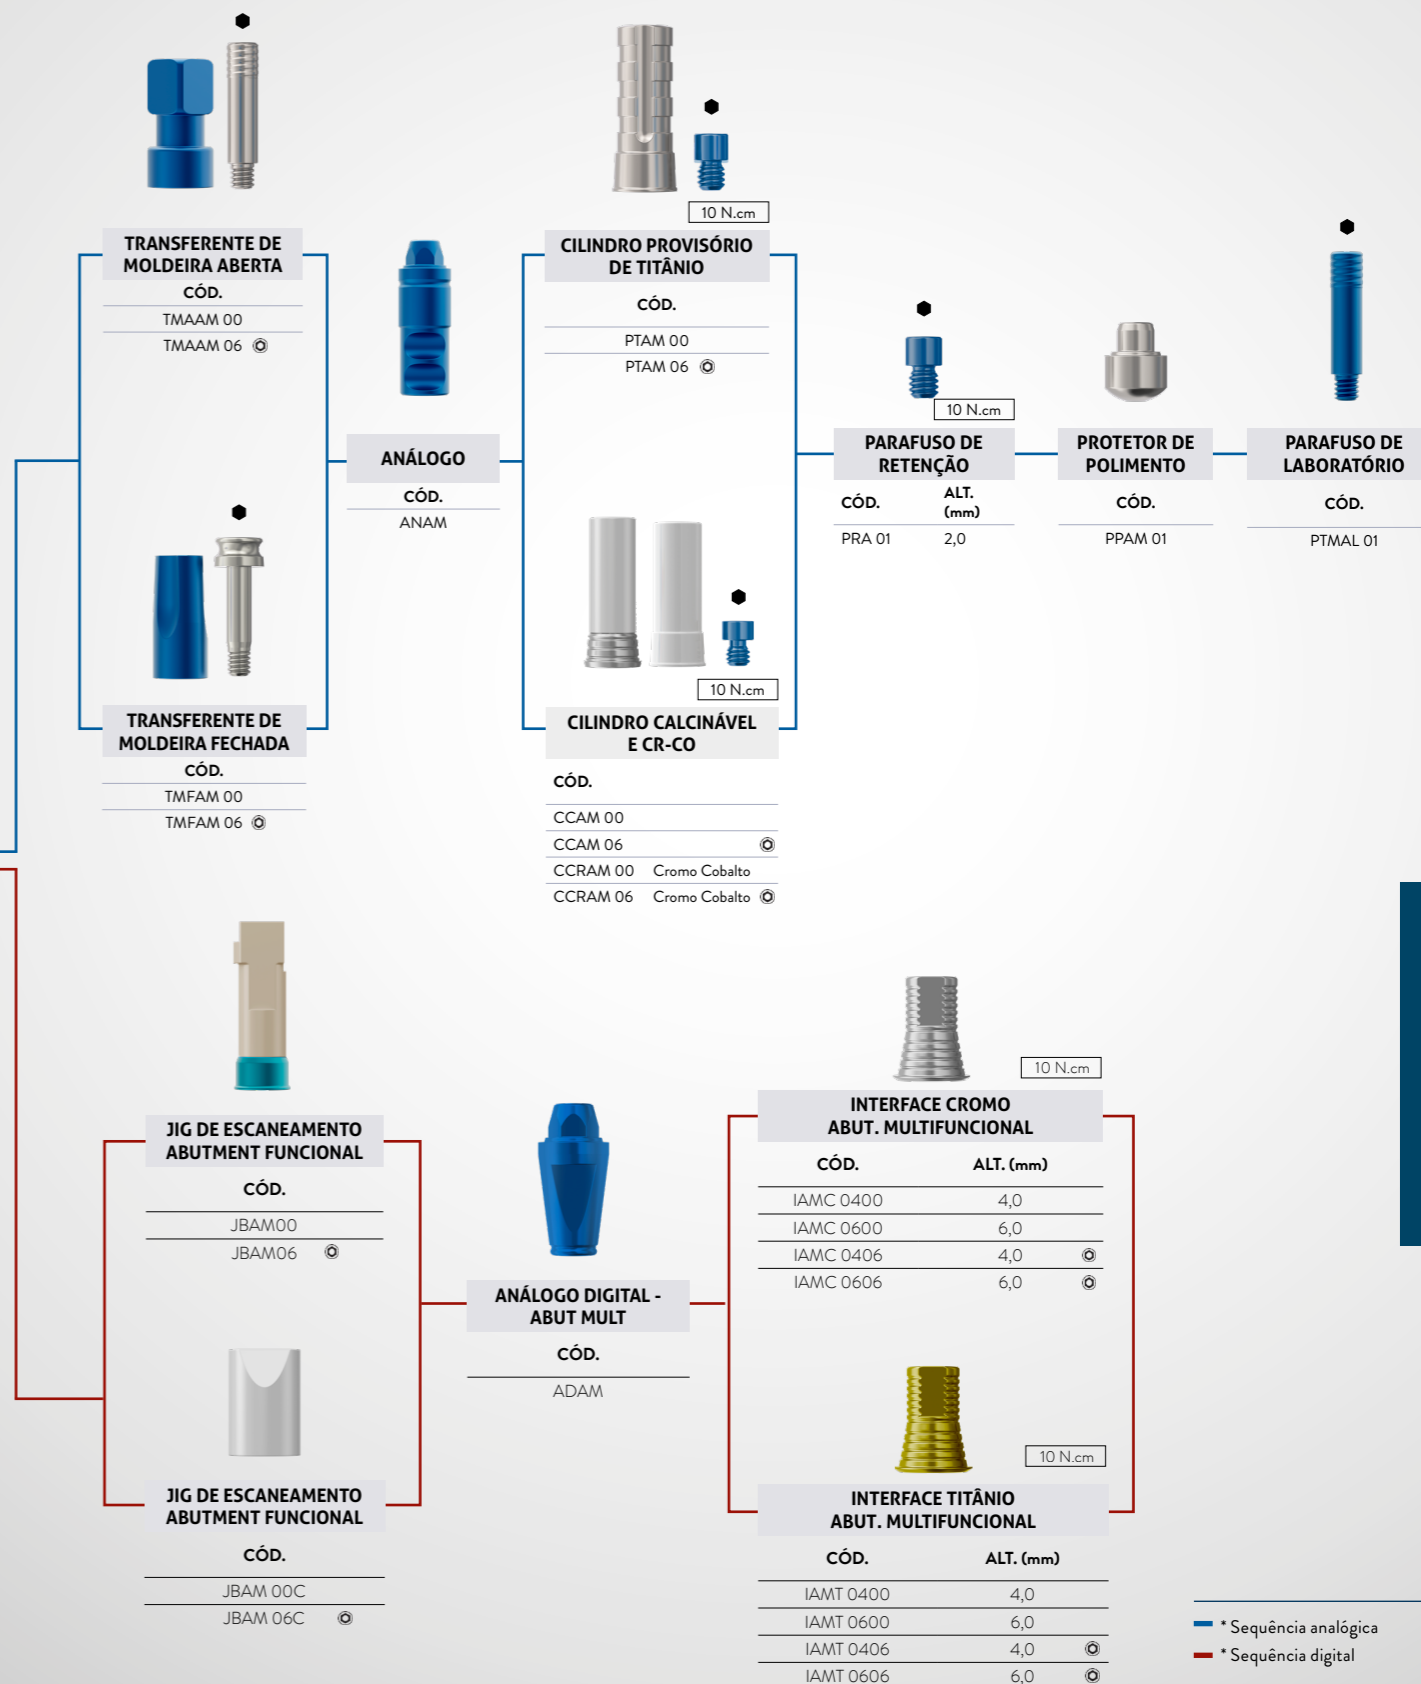 10 N.cm
TRANSFERENTE DE
MOLDEIRA ABERTA
CÓD.
TMAAM 00
TMAAM 06
CILINDRO PROVISÓRIO
DE TITÂNIO
CÓD.
PTAM 00
PTAM 06
ANÁLOGO
CÓD.
ANAM
10 N.cm
PARAFUSO DE
RETENÇÃO
CÓD. ALT.
(mm)
PRA 01 2,0
PROTETOR DE
POLIMENTO
CÓD.
PPAM 01
PARAFUSO DE
LABORATÓRIO
CÓD.
PTMAL 01
TRANSFERENTE DE
MOLDEIRA FECHADA
CÓD.
TMFAM 00
TMFAM 06
10 N.cm
CILINDRO CALCINÁVEL
E CR-CO
CÓD.
CCAM 00
CCAM 06
CCRAM 00 Cromo Cobalto
CCRAM 06 Cromo Cobalto
JIG DE ESCANEAMENTO
ABUTMENT FUNCIONAL
CÓD.
JBAM00
JBAM06
ANÁLOGO DIGITAL -
ABUT MULT
CÓD.
ADAM
10 N.cm
INTERFACE CROMO
ABUT. MULTIFUNCIONAL
CÓD. ALT. (mm)
IAMC 0400 4,0
IAMC 0600 6,0
IAMC 0406 4,0
IAMC 0606 6,0
JIG DE ESCANEAMENTO
ABUTMENT FUNCIONAL
CÓD.
JBAM 00C
JBAM 06C
10 N.cm
INTERFACE TITÂNIO
ABUT. MULTIFUNCIONAL
CÓD. ALT. (mm)
IAMT 0400 4,0
IAMT 0600 6,0
IAMT 0406 4,0
IAMT 0606 6,0
* Sequência analógica
* Sequência digital